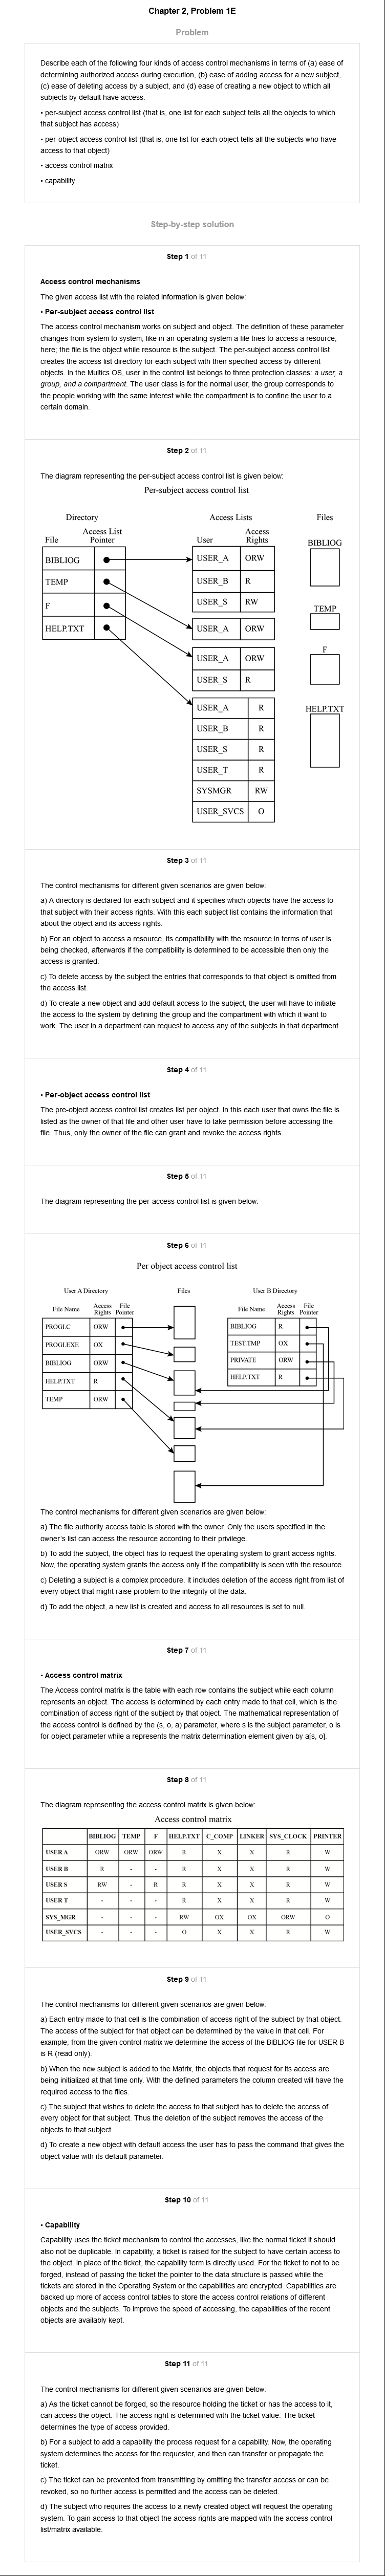 Chapter 2, Problem 1E
Problem
Describe each of the following four kinds of access control mechanisms in terms of (a) ease of
determining authorized access during execution, (b) ease of adding access for a new subject,
(c) ease of deleting access by a subject, and (d) ease of creating a new object to which all
subjects by default have access.
• per-subject access control list (that is, one list for each subject tells all the objects to which
that subject has access)
• per-object access control list (that is, one list for each object tells all the subjects who have
access to that object)
• access control matrix
• capability
Step-by-step solution
Step 1 of 11
Access control mechanisms
The given access list with the related information is given below:
• Per-subject access control list
The access control mechanism works on subject and object. The definition of these parameter
changes from system to system, like in an operating system a file tries to access a resource,
here; the file is the object while resource is the subject. The per-subject access control list
creates the access list directory for each subject with their specified access by different
objects. In the Multics OS, user in the control list belongs to three protection classes: a user, a
group, and a compartment. The user class is for the normal user, the group corresponds to
the people working with the same interest while the compartment is to confine the user to a
certain domain.
Step 2 of 11
The diagram representing the per-subject access control list is given below:
Per-subject access control list
Directory Access Lists Files
File Access List Pointer User Access Rights
BIBLIOG
TEMP
F
HELP.TXT
USER_A ORW
USER_B R
USER_S RW
USER_A ORW
USER_A ORW
USER_S R
USER_A R
USER_B R
USER_S R
USER_T R
SYSMGR RW
USER_SVCS O
BIBLIOG
TEMP
F
HELP.TXT
Step 3 of 11
The control mechanisms for different given scenarios are given below:
a) A directory is declared for each subject and it specifies which objects have the access to
that subject with their access rights. With this each subject list contains the information that
about the object and its access rights.
b) For an object to access a resource, its compatibility with the resource in terms of user is
being checked, afterwards if the compatibility is determined to be accessible then only the
access is granted.
c) To delete access by the subject the entries that corresponds to that object is omitted from
the access list.
d) To create a new object and add default access to the subject, the user will have to initiate
the access to the system by defining the group and the compartment with which it want to
work. The user in a department can request to access any of the subjects in that department.
Step 4 of 11
• Per-object access control list
The pre-object access control list creates list per object. In this each user that owns the file is
listed as the owner of that file and other user have to take permission before accessing the
file. Thus, only the owner of the file can grant and revoke the access rights.
Step 5 of 11
The diagram representing the per-access control list is given below:
Step 6 of 11
Per object access control list
User A Directory Files User B Directory
File Name Access Rights File Pointer
PROGI.C ORW
PROGI.EXE OX
BIBLIOG ORW
HELP.TXT R
TEMP ORW
File Name Access Rights File Pointer
BIBLIOG R
TEST.TMP OX
PRIVATE ORW
HELP.TXT R
The control mechanisms for different given scenarios are given below:
a) The file authority access table is stored with the owner. Only the users specified in the
owner's list can access the resource according to their privilege.
b) To add the subject, the object has to request the operating system to grant access rights.
Now, the operating system grants the access only if the compatibility is seen with the resource.
c) Deleting a subject is a complex procedure. It includes deletion of the access right from list of
every object that might raise problem to the integrity of the data.
d) To add the object, a new list is created and access to all resources is set to null.
Step 7 of 11
• Access control matrix
The Access control matrix is the table with each row contains the subject while each column
represents an object. The access is determined by each entry made to that cell, which is the
combination of access right of the subject by that object. The mathematical representation of
the access control is defined by the (s, o, a) parameter, where s is the subject parameter, o is
for object parameter while a represents the matrix determination element given by a[s, o].
Step 8 of 11
The diagram representing the access control matrix is given below:
Access control matrix
BIBLIOG TEMP F HELP.TXT C_COMP LINKER SYS_CLOCK PRINTER
USER A ORW ORW ORW R X X R W
USER B R - - R X X R W
USER S RW - R R X X R W
USER T - - - R X X R W
SYS_MGR - - - RW OX OX ORW O
USER_SVCS - - - O X X R W
Step 9 of 11
The control mechanisms for different given scenarios are given below:
a) Each entry made to that cell is the combination of access right of the subject by that object.
The access of the subject for that object can be determined by the value in that cell. For
example, from the given control matrix we determine the access of the BIBLIOG file for USER B
is R (read only).
b) When the new subject is added to the Matrix, the objects that request for its access are
being initialized at that time only. With the defined parameters the column created will have the
required access to the files.
c) The subject that wishes to delete the access to that subject has to delete the access of
every object for that subject. Thus the deletion of the subject removes the access of the
objects to that subject.
d) To create a new object with default access the user has to pass the command that gives the
object value with its default parameter.
Step 10 of 11
• Capability
Capability uses the ticket mechanism to control the accesses, like the normal ticket it should
also not be duplicable. In capability, a ticket is raised for the subject to have certain access to
the object. In place of the ticket, the capability term is directly used. For the ticket to not to be
forged, instead of passing the ticket the pointer to the data structure is passed while the
tickets are stored in the Operating System or the capabilities are encrypted. Capabilities are
backed up more of access control tables to store the access control relations of different
objects and the subjects. To improve the speed of accessing, the capabilities of the recent
objects are availably kept.
Step 11 of 11
The control mechanisms for different given scenarios are given below:
a) As the ticket cannot be forged, so the resource holding the ticket or has the access to it,
can access the object. The access right is determined with the ticket value. The ticket
determines the type of access provided.
b) For a subject to add a capability the process request for a capability. Now, the operating
system determines the access for the requester, and then can transfer or propagate the
ticket.
c) The ticket can be prevented from transmitting by omitting the transfer access or can be
revoked, so no further access is permitted and the access can be deleted.
d) The subject who requires the access to a newly created object will request the operating
system. To gain access to that object the access rights are mapped with the access control
list/matrix available.